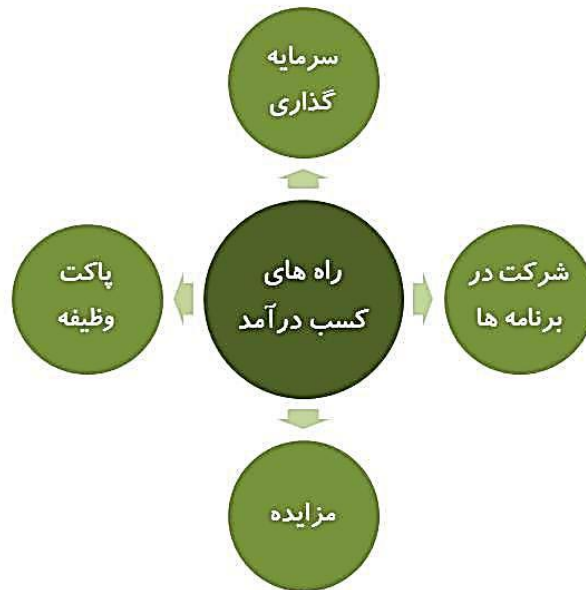 سرمایه
گذاری
راه های
کسب درآمد
شرکت در
برنامه ها
پاکت
وظیفه
مزایده